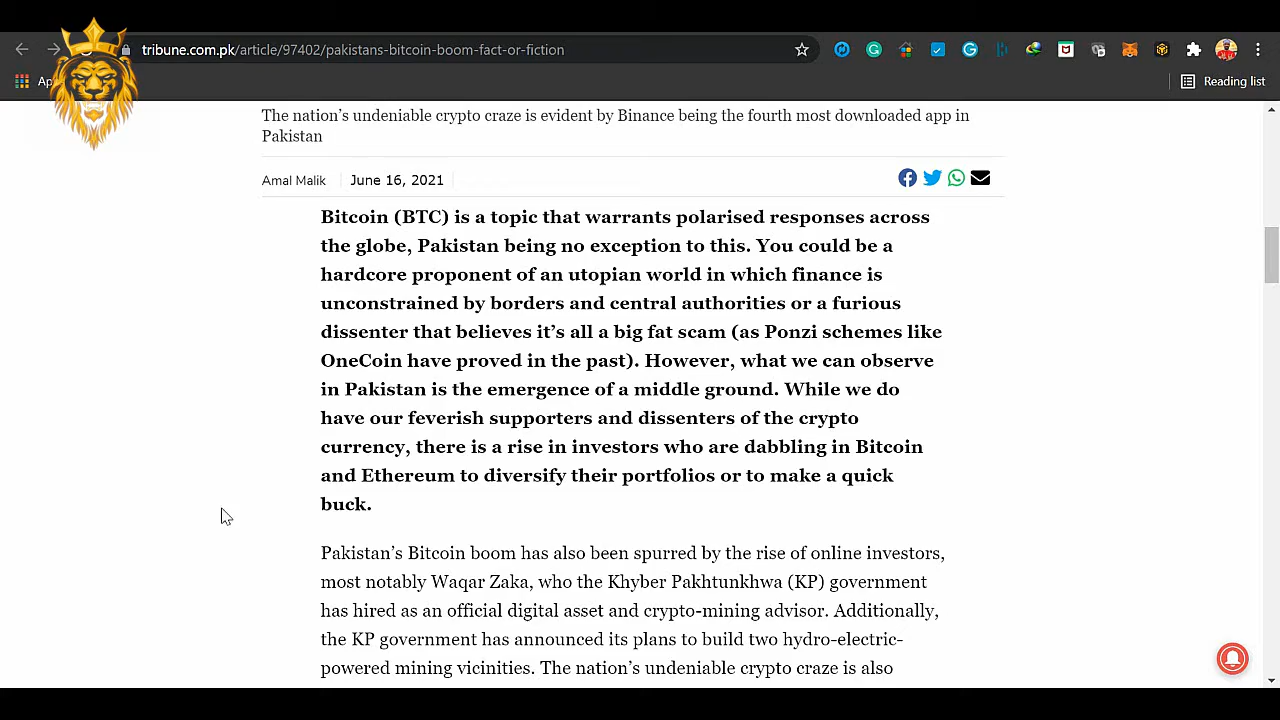 tribune.com.pk/article/97402/pakistans-bitcoin-boom-fact-or-fiction
Reading list
The nation's undeniable crypto craze is evident by Binance being the fourth most downloaded app in
Pakistan
Amal Malik
June 16, 2021
Bitcoin (BTC) is a topic that warrants polarised responses across
the globe, Pakistan being no exception to this. You could be a
hardcore proponent of an utopian world in which finance is
unconstrained by borders and central authorities or a furious
dissenter that believes it’s all a big fat scam (as Ponzi schemes like
OneCoin have proved in the past). However, what we can observe
in Pakistan is the emergence of a middle ground. While we do
have our feverish supporters and dissenters of the crypto
currency, there is a rise in investors who are dabbling in Bitcoin
and Ethereum to diversify their portfolios or to make a quick
buck.
Pakistan’s Bitcoin boom has also been spurred by the rise of online investors,
most notably Waqar Zaka, who the Khyber Pakhtunkhwa (KP) government
has hired as an official digital asset and crypto-mining advisor. Additionally,
the KP government has announced its plans to build two hydro-electric-
powered mining vicinities. The nation’s undeniable crypto craze is also